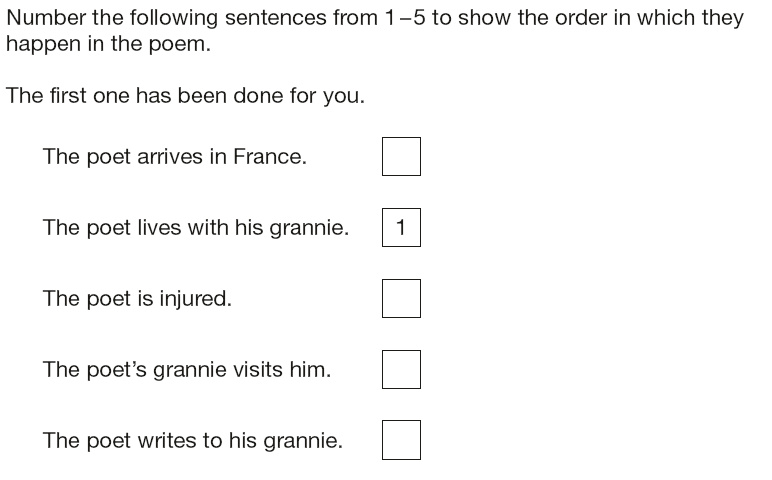 Number the following sentences from 1–5 to show the order in which they
happen in the poem.
The first one has been done for you.
The poet arrives in France.
The poet lives with his grannie. 1
The poet is injured.
The poet’s grannie visits him.
The poet writes to his grannie.